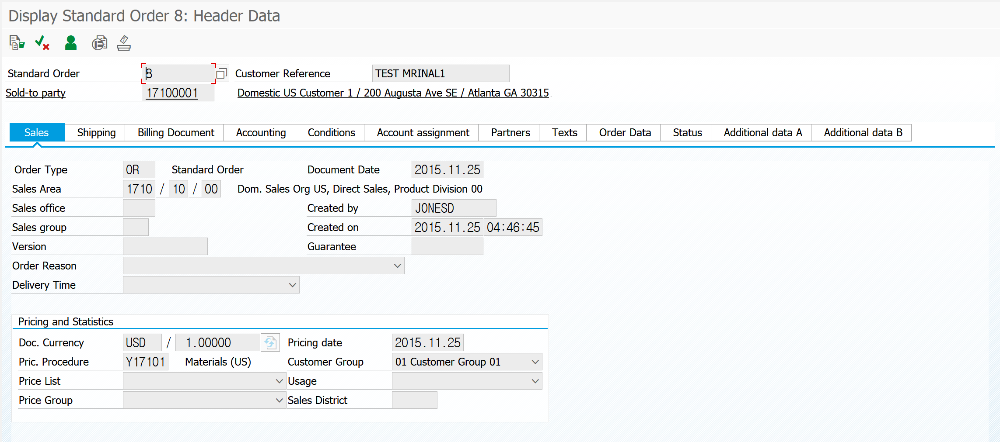 Display Standard Order 8: Header Data
Standard Order 8 Customer Reference TEST MRINAL1
Sold-to party 17100001 Domestic US Customer 1 / 200 Augusta Ave SE / Atlanta GA 30315
Sales Shipping Billing Document Accounting Conditions Account assignment Partners Texts Order Data Status Additional data A Additional data B
Order Type OR Standard Order Document Date 2015.11.25
Sales Area 1710 / 10 / 00 Dom. Sales Org US, Direct Sales, Product Division 00
Sales office Created by JONESD
Sales group Created on 2015.11.25 04:46:45
Version Guarantee
Order Reason
Delivery Time
Pricing and Statistics
Doc. Currency USD / 1.00000 Pricing date 2015.11.25
Pric. Procedure Y17101 Materials (US) Customer Group 01 Customer Group 01
Price List Usage
Price Group Sales District